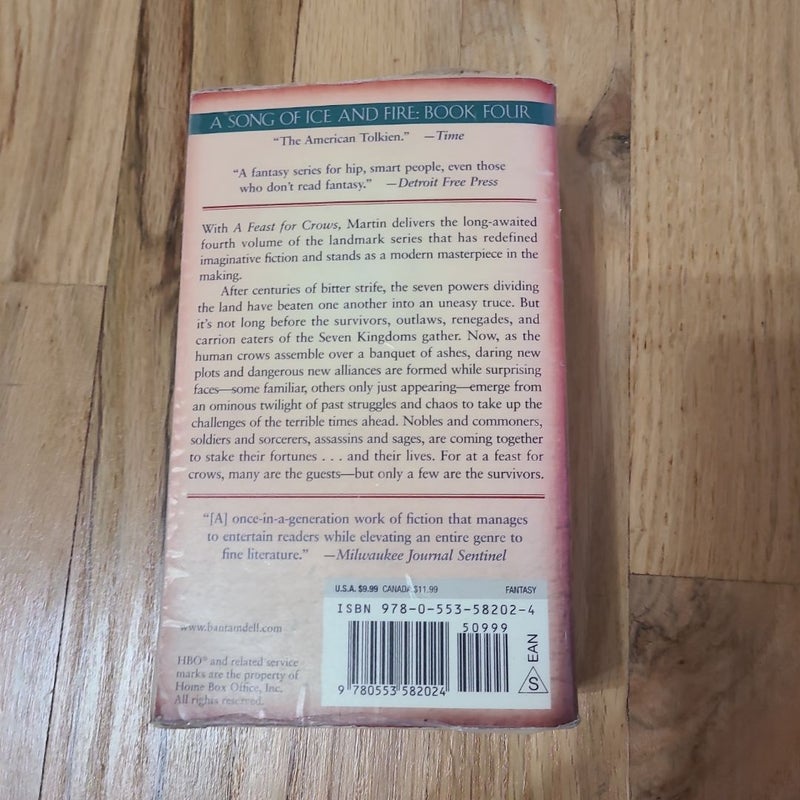 A SONG OF ICE AND FIRE: BOOK FOUR
“The American Tolkien.” —Time
“A fantasy series for hip, smart people, even those
who don’t read fantasy.” —Detroit Free Press
With A Feast for Crows, Martin delivers the long-awaited
fourth volume of the landmark series that has redefined
imaginative fiction and stands as a modern masterpiece in the
making.
After centuries of bitter strife, the seven powers dividing
the land have beaten one another into an uneasy truce. But
it’s not long before the survivors, outlaws, renegades, and
carrion eaters of the Seven Kingdoms gather. Now, as the
human crows assemble over a banquet of ashes, daring new
plots and dangerous new alliances are formed while surprising
faces—some familiar, others only just appearing—emerge from
an ominous twilight of past struggles and chaos to take up the
challenges of the terrible times ahead. Nobles and commoners,
soldiers and sorcerers, assassins and sages, are coming together
to stake their fortunes . . . and their lives. For at a feast for
crows, many are the guests—but only a few are the survivors.
“[A] once-in-a-generation work of fiction that manages
to entertain readers while elevating an entire genre to
fine literature.” —Milwaukee Journal Sentinel
U.S.A. $9.99 CANADA $11.99 FANTASY
ISBN 978-0-553-58202-4
50999
EAN
S
9 780553 582024
www.bantamdell.com
HBO® and related service
marks are the property of
Home Box Office, Inc.
All rights reserved.